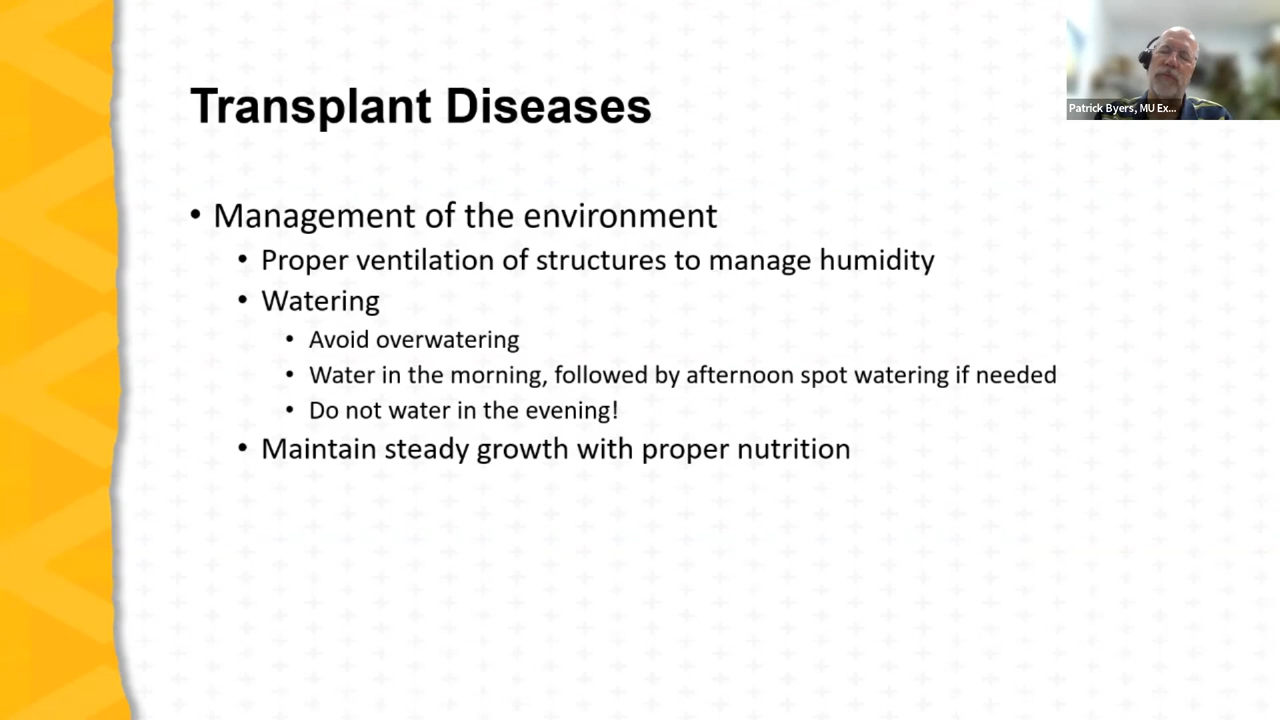 Transplant Diseases
Patrick Byers, MU Ex...
• Management of the environment
• Proper ventilation of structures to manage humidity
• Watering
• Avoid overwatering
• Water in the morning, followed by afternoon spot watering if needed
• Do not water in the evening!
• Maintain steady growth with proper nutrition